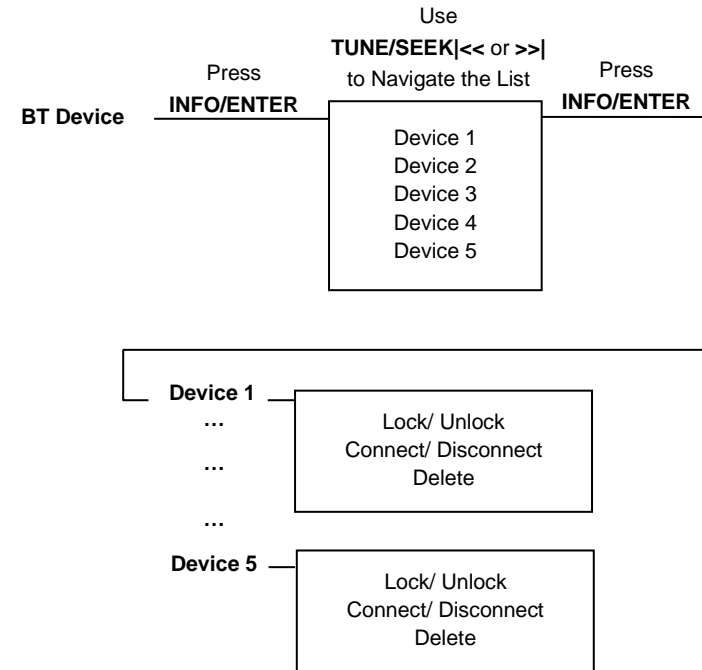 BT Device
Press
INFO/ENTER
Use
TUNE/SEEK|<< or >>|
to Navigate the List
Device 1
Device 2
Device 3
Device 4
Device 5
Press
INFO/ENTER
Device 1
Lock/ Unlock
Connect/ Disconnect
Delete
...
...
...
Device 5
Lock/ Unlock
Connect/ Disconnect
Delete